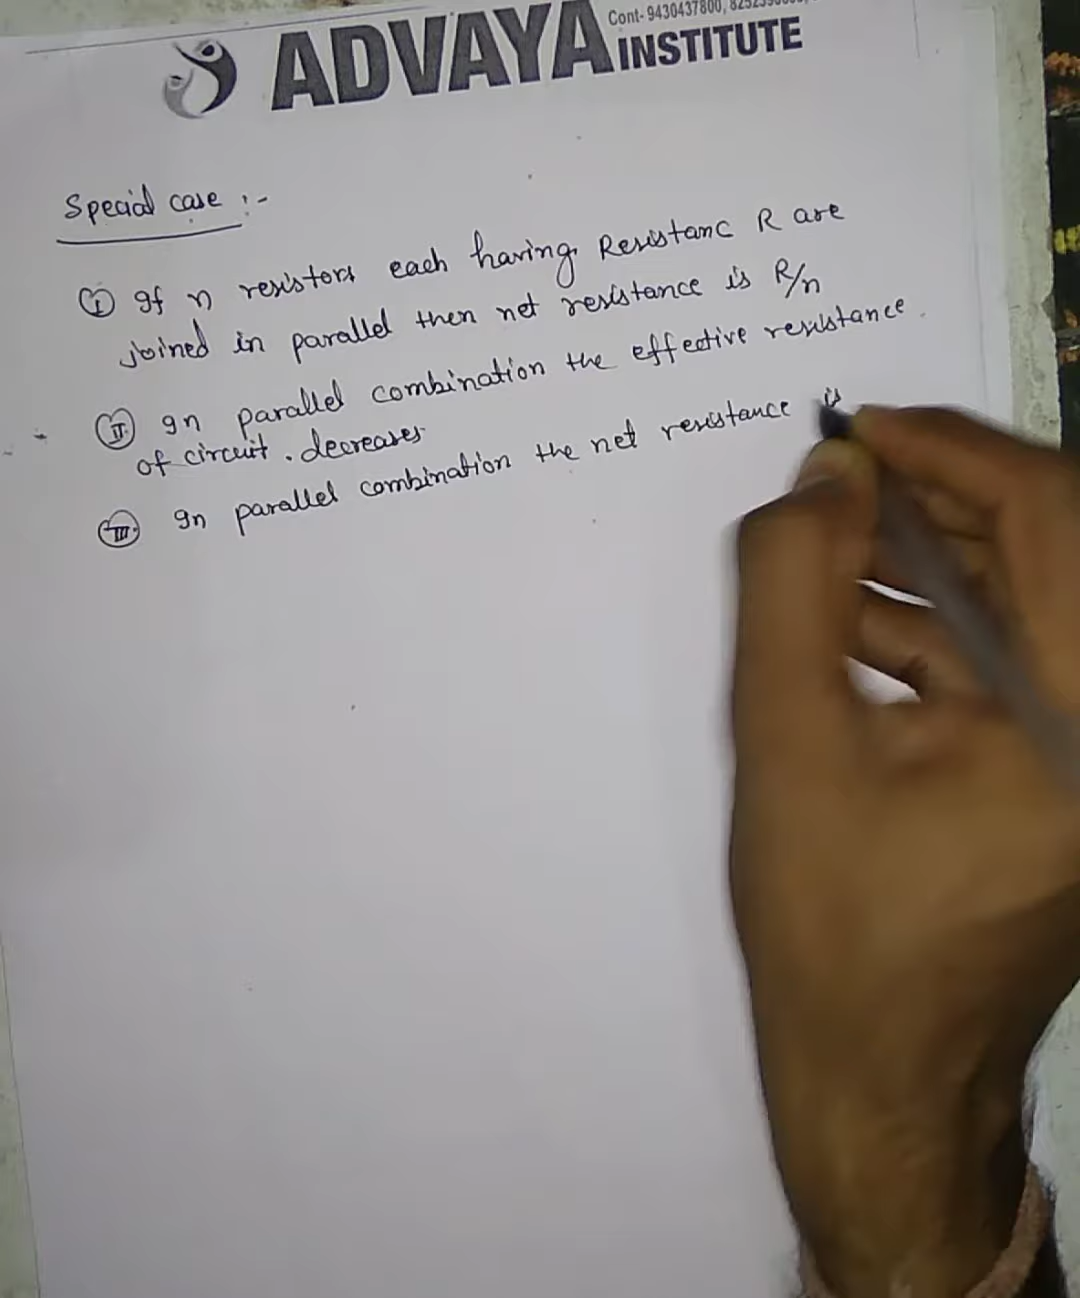 Cont- 9430437800,
ADVAYA INSTITUTE
Special case :-
(I) If n resistors each having Resistanc R are
joined in parallel then net resistance is R/n
(II) In parallel combination the effective resistance.
of circuit. decreases
(III) In parallel combination the net resistance is